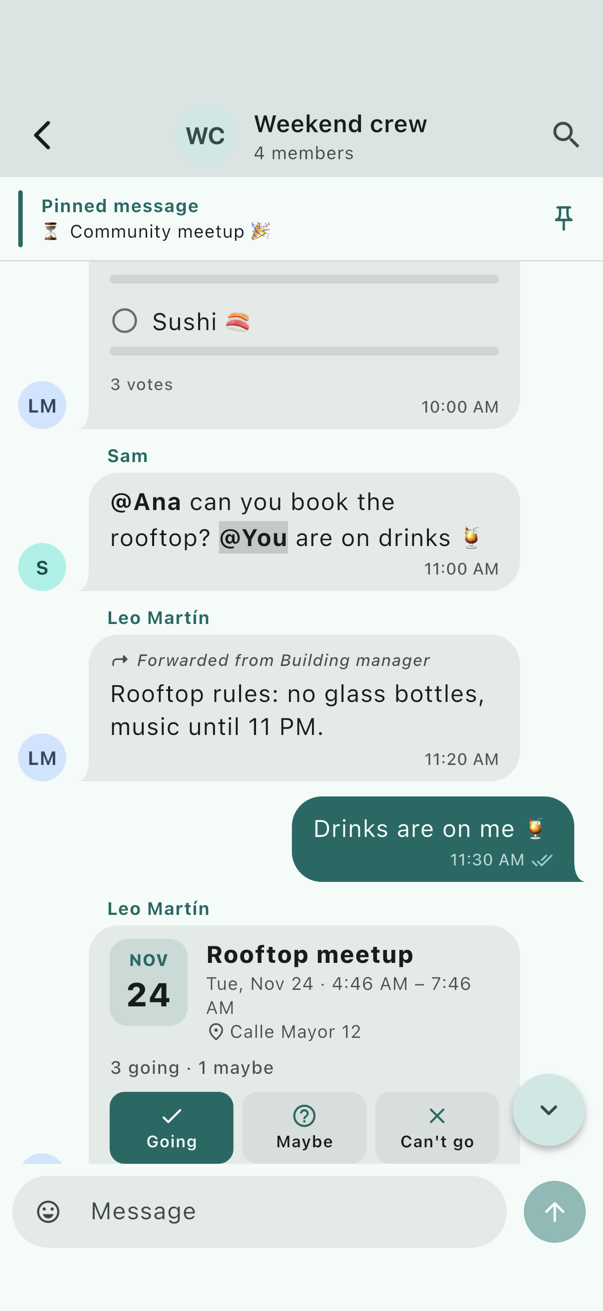 WC
Weekend crew
4 members
Pinned message
⏳ Community meetup 🎉
Sushi 🍣
3 votes
10:00 AM
LM
Sam
@Ana can you book the
rooftop? @You are on drinks 🍹
11:00 AM
S
Leo Martín
Forwarded from Building manager
Rooftop rules: no glass bottles,
music until 11 PM.
11:20 AM
LM
Drinks are on me 🍹
11:30 AM
Leo Martín
NOV
24
Rooftop meetup
Tue, Nov 24 · 4:46 AM – 7:46
AM
Calle Mayor 12
3 going · 1 maybe
Going
Maybe
Can't go
Message